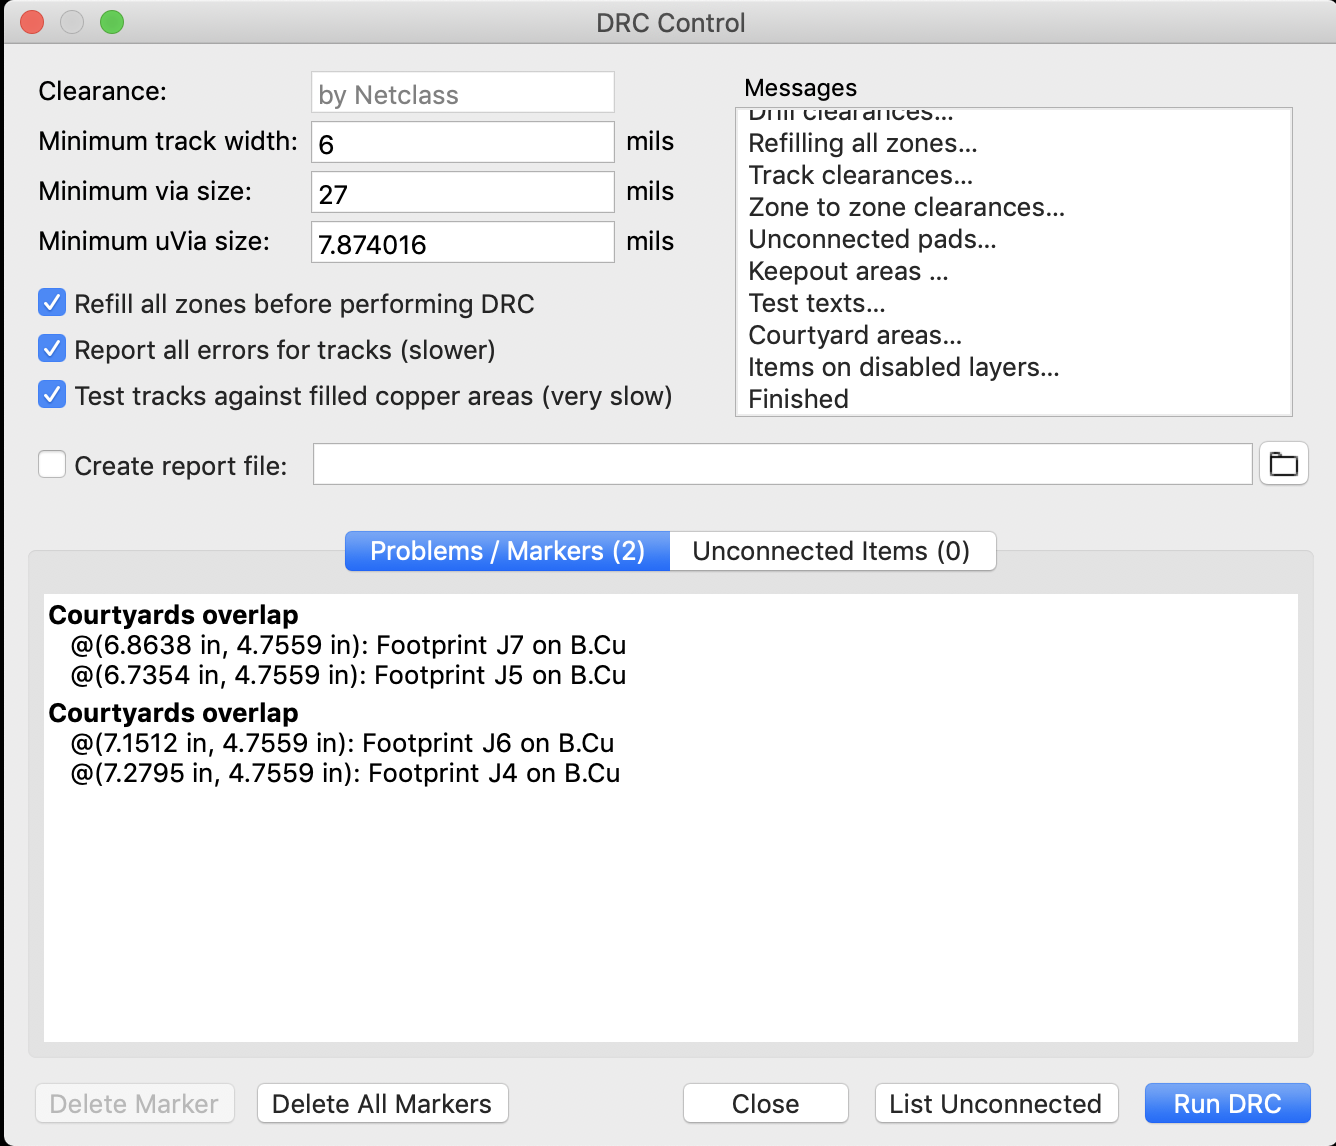 DRC Control
Clearance:
by Netclass
Minimum track width:
6
mils
Minimum via size:
27
mils
Minimum uVia size:
7.874016
mils
Refill all zones before performing DRC
Report all errors for tracks (slower)
Test tracks against filled copper areas (very slow)
Messages
Drill clearances...
Refilling all zones...
Track clearances...
Zone to zone clearances...
Unconnected pads...
Keepout areas ...
Test texts...
Courtyard areas...
Items on disabled layers...
Finished
Create report file:
Problems / Markers (2)
Unconnected Items (0)
Courtyards overlap
@(6.8638 in, 4.7559 in): Footprint J7 on B.Cu
@(6.7354 in, 4.7559 in): Footprint J5 on B.Cu
Courtyards overlap
@(7.1512 in, 4.7559 in): Footprint J6 on B.Cu
@(7.2795 in, 4.7559 in): Footprint J4 on B.Cu
Delete Marker
Delete All Markers
Close
List Unconnected
Run DRC